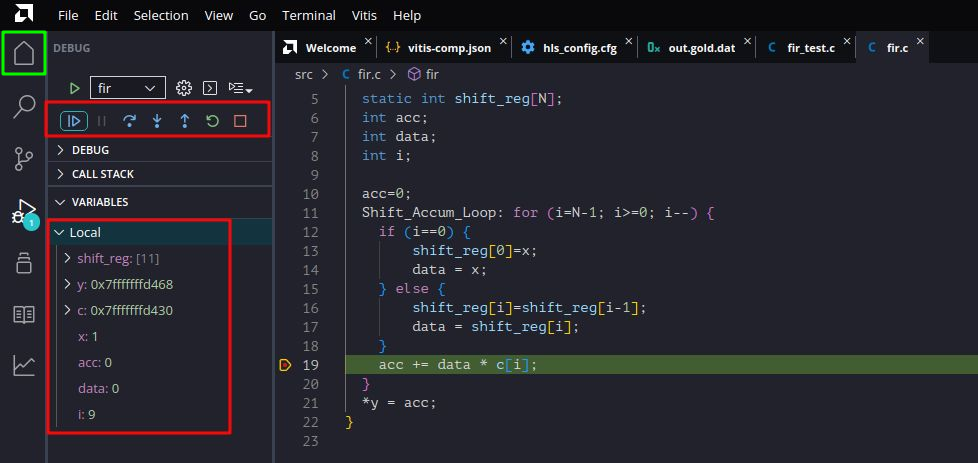 File Edit Selection View Go Terminal Vitis Help
DEBUG
Welcome vitis-comp.json hls_config.cfg out.gold.dat fir_test.c fir.c
src > C fir.c > fir
fir
DEBUG
CALL STACK
VARIABLES
Local
shift_reg: [11]
y: 0x7fffffffd468
c: 0x7fffffffd430
x: 1
acc: 0
data: 0
i: 9
1
5 static int shift_reg[N];
6 int acc;
7 int data;
8 int i;
10 acc=0;
11 Shift_Accum_Loop: for (i=N-1; i>=0; i--) {
12 if (i==0) {
13 shift_reg[0]=x;
14 data = x;
15 } else {
16 shift_reg[i]=shift_reg[i-1];
17 data = shift_reg[i];
18 }
19 acc += data * c[i];
20 }
21 *y = acc;
22 }
23